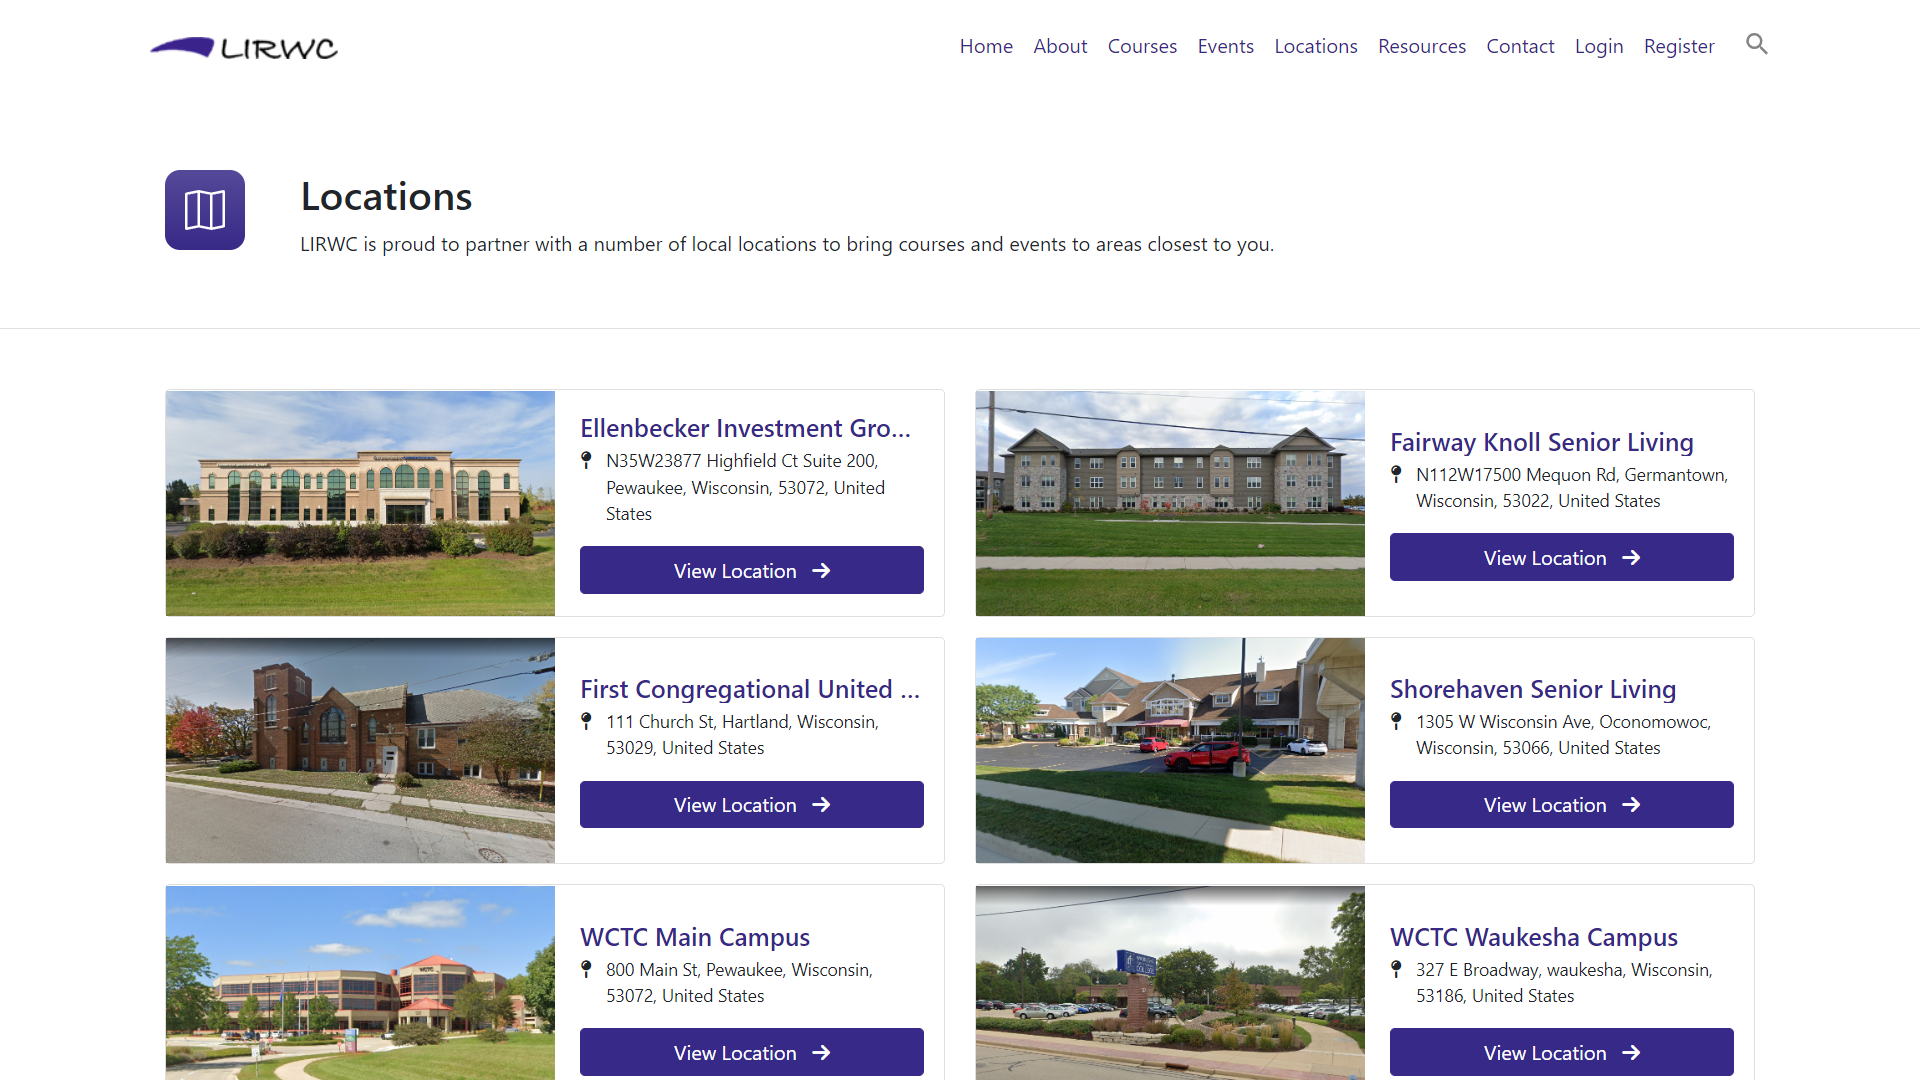 LIRWC
Home About Courses Events Locations Resources Contact Login Register
Locations
LIRWC is proud to partner with a number of local locations to bring courses and events to areas closest to you.
Ellenbecker Investment Gro...
N35W23877 Highfield Ct Suite 200,
Pewaukee, Wisconsin, 53072, United
States
View Location
Fairway Knoll Senior Living
N112W17500 Mequon Rd, Germantown,
Wisconsin, 53022, United States
View Location
First Congregational United ...
111 Church St, Hartland, Wisconsin,
53029, United States
View Location
Shorehaven Senior Living
1305 W Wisconsin Ave, Oconomowoc,
Wisconsin, 53066, United States
View Location
WCTC
WCTC Main Campus
800 Main St, Pewaukee, Wisconsin,
53072, United States
View Location
COLLEGE
WCTC Waukesha Campus
327 E Broadway, waukesha, Wisconsin,
53186, United States
View Location